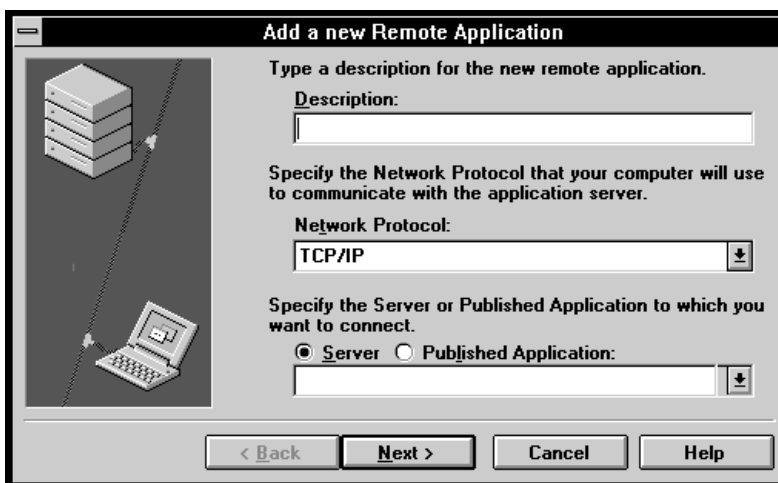 Add a new Remote Application
Type a description for the new remote application.
Description:
Specify the Network Protocol that your computer will use
to communicate with the application server.
Network Protocol:
TCP/IP
Specify the Server or Published Application to which you
want to connect.
Server Published Application:
< Back Next > Cancel Help